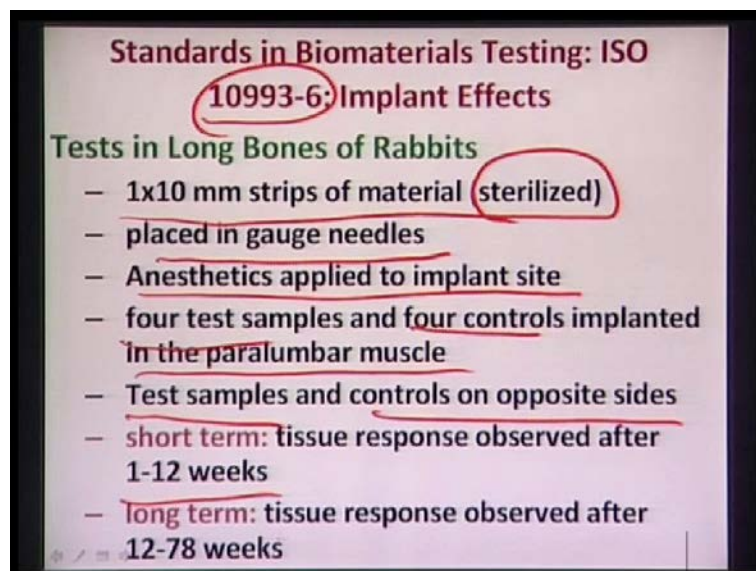 Standards in Biomaterials Testing: ISO
10993-6: Implant Effects
Tests in Long Bones of Rabbits
– 1x10 mm strips of material (sterilized)
– placed in gauge needles
– Anesthetics applied to implant site
– four test samples and four controls implanted
in the paralumbar muscle
– Test samples and controls on opposite sides
– short term: tissue response observed after
1-12 weeks
– long term: tissue response observed after
12-78 weeks